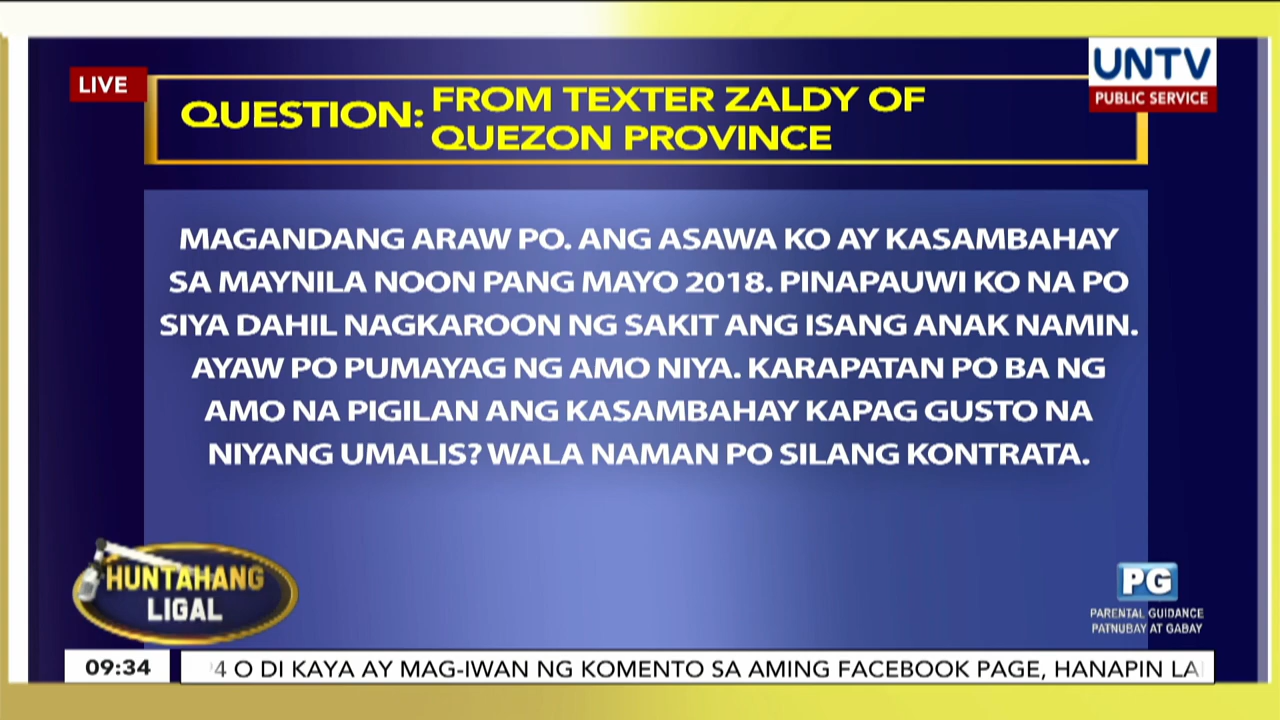 LIVE
UNTV
PUBLIC SERVICE
QUESTION: FROM TEXTER ZALDY OF
QUEZON PROVINCE
MAGANDANG ARAW PO. ANG ASAWA KO AY KASAMBAHAY
SA MAYNILA NOON PANG MAYO 2018. PINAPAUWI KO NA PO
SIYA DAHIL NAGKAROON NG SAKIT ANG ISANG ANAK NAMIN.
AYAW PO PUMAYAG NG AMO NIYA. KARAPATAN PO BA NG
AMO NA PIGILAN ANG KASAMBAHAY KAPAG GUSTO NA
NIYANG UMALIS? WALA NAMAN PO SILANG KONTRATA.
HUNTAHANG
LIGAL
PG
PARENTAL GUIDANCE
PATNUBAY AT GABAY
09:34
4 O DI KAYA AY MAG-IWAN NG KOMENTO SA AMING FACEBOOK PAGE, HANAPIN LA